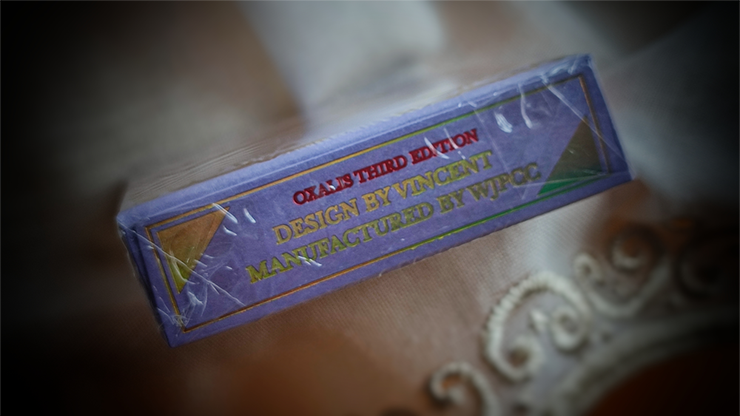 OXALIS THIRD EDITION
DESIGN BY VINCENT
MANUFACTURED BY WJPCC